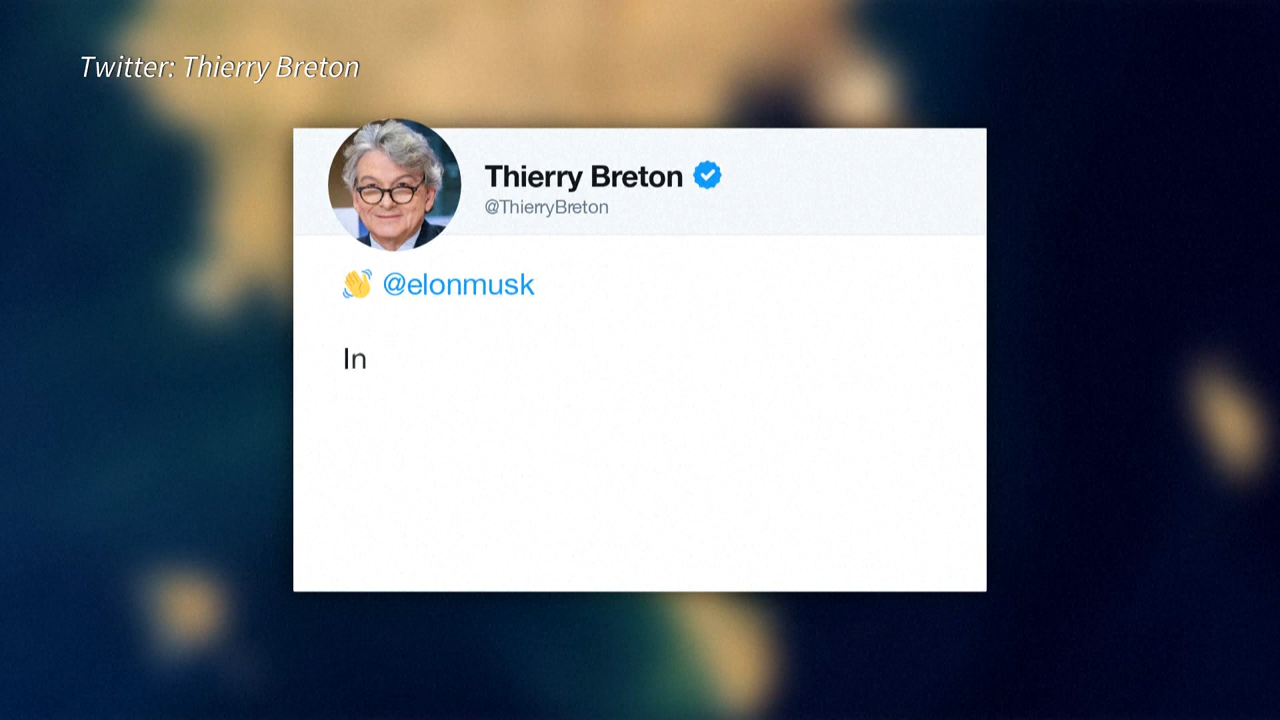 Twitter: Thierry Breton
Thierry Breton
@ThierryBreton
👋 @elonmusk
In